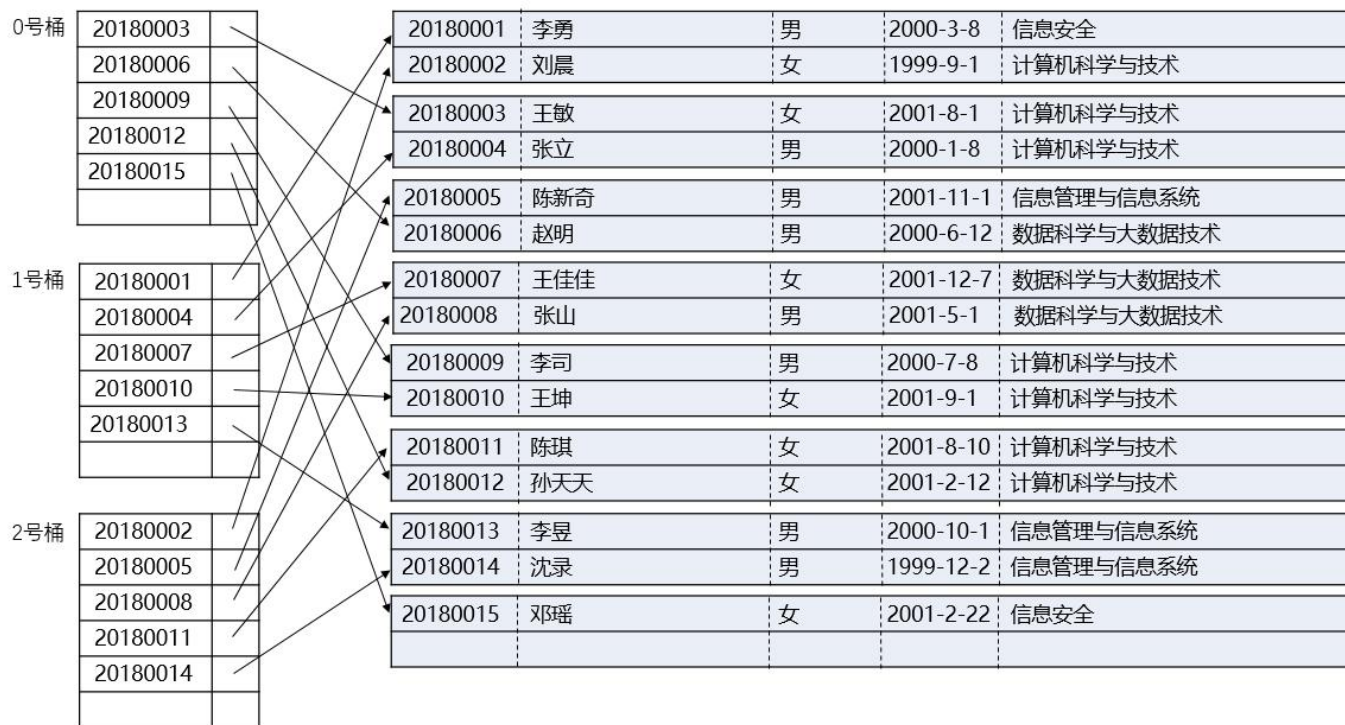 0号桶
20180003
20180006
20180009
20180012
20180015
1号桶
20180001
20180004
20180007
20180010
20180013
2号桶
20180002
20180005
20180008
20180011
20180014
20180001 李勇 男 2000-3-8 信息安全
20180002 刘晨 女 1999-9-1 计算机科学与技术
20180003 王敏 女 2001-8-1 计算机科学与技术
20180004 张立 男 2000-1-8 计算机科学与技术
20180005 陈新奇 男 2001-11-1 信息管理与信息系统
20180006 赵明 男 2000-6-12 数据科学与大数据技术
20180007 王佳佳 女 2001-12-7 数据科学与大数据技术
20180008 张山 男 2001-5-1 数据科学与大数据技术
20180009 李司 男 2000-7-8 计算机科学与技术
20180010 王坤 女 2001-9-1 计算机科学与技术
20180011 陈琪 女 2001-8-10 计算机科学与技术
20180012 孙天天 女 2001-2-12 计算机科学与技术
20180013 李昱 男 2000-10-1 信息管理与信息系统
20180014 沈录 男 1999-12-2 信息管理与信息系统
20180015 邓瑶 女 2001-2-22 信息安全